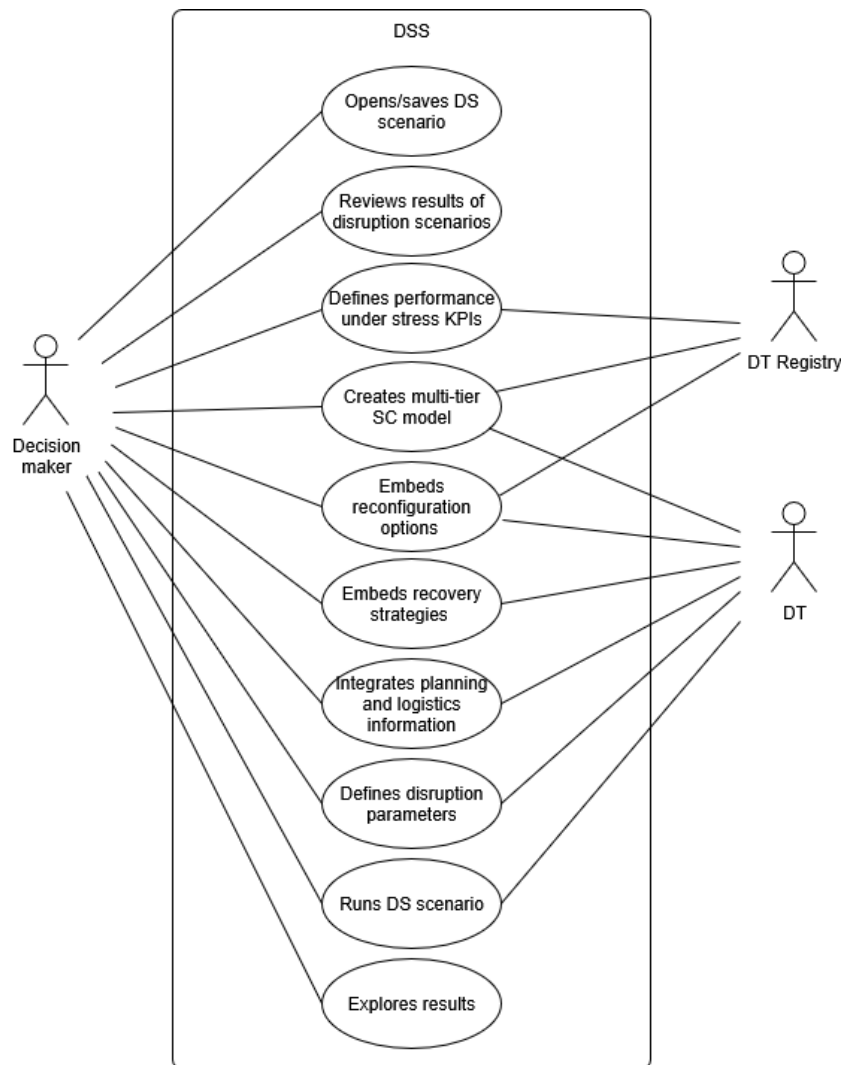 DSS
Opens/saves DS
scenario
Reviews results of
disruption scenarios
Defines performance
under stress KPIs
Creates multi-tier
SC model
Embeds
reconfiguration
options
Embeds recovery
strategies
Integrates planning
and logistics
information
Defines disruption
parameters
Runs DS scenario
Explores results
Decision
maker
DT Registry
DT